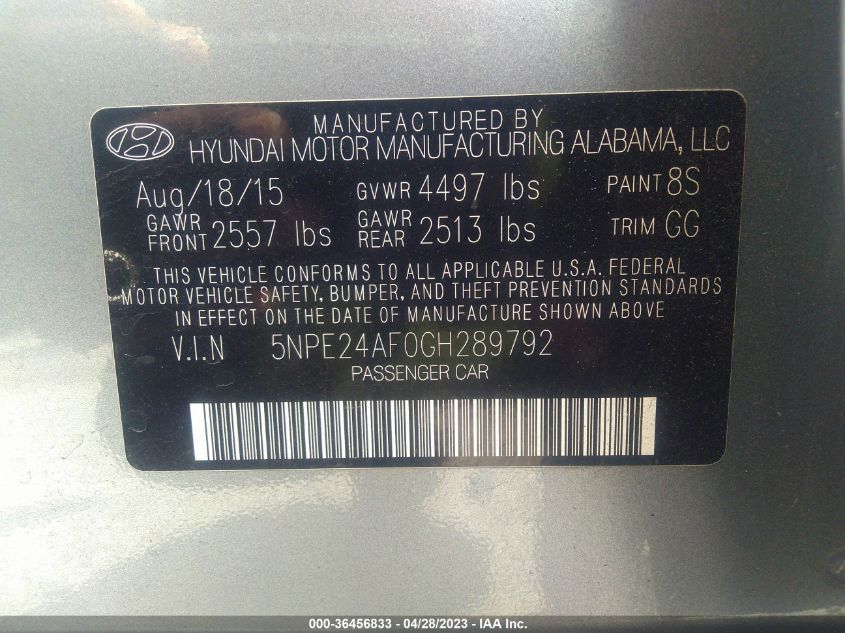 MANUFACTURED BY
HYUNDAI MOTOR MANUFACTURING ALABAMA, LLC
Aug/18/15 GVWR 4497 lbs PAINT 8S
GAWR FRONT 2557 lbs GAWR REAR 2513 lbs TRIM GG
THIS VEHICLE CONFORMS TO ALL APPLICABLE U.S.A. FEDERAL
MOTOR VEHICLE SAFETY, BUMPER, AND THEFT PREVENTION STANDARDS
IN EFFECT ON THE DATE OF MANUFACTURE SHOWN ABOVE
V.I.N 5NPE24AF0GH289792
PASSENGER CAR
000-36456833 - 04/28/2023 - IAA Inc.